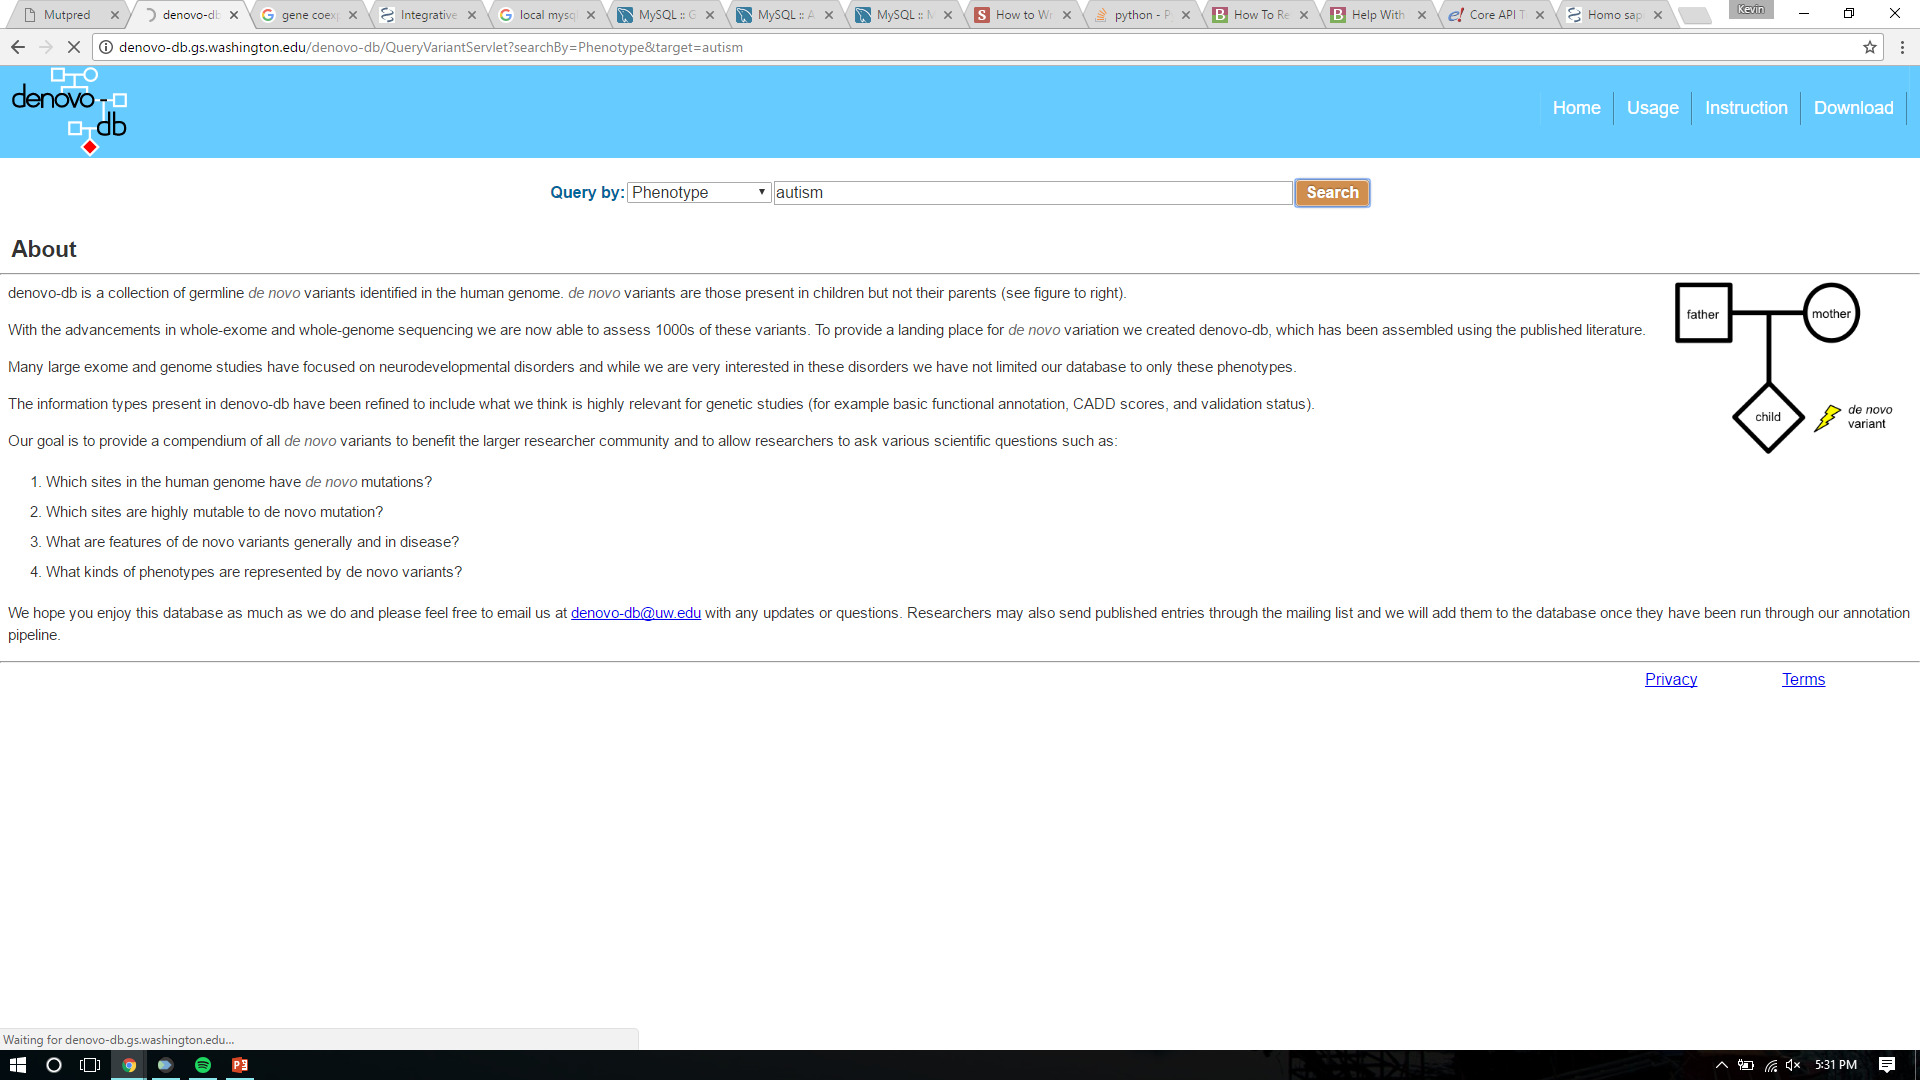 Mutpred
denovo-db
gene coex
Integrative
local mysq
MySQL :: G
MySQL :: A
MySQL :: M
How to Wr
python - P
How To Re
Help With
Core API T
Homo sap
Kevin
denovo-db.gs.washington.edu/denovo-db/QueryVariantServlet?searchBy=Phenotype&target=autism
denovo-db
Home
Usage
Instruction
Download
Query by: Phenotype autism Search
About
denovo-db is a collection of germline de novo variants identified in the human genome. de novo variants are those present in children but not their parents (see figure to right).
With the advancements in whole-exome and whole-genome sequencing we are now able to assess 1000s of these variants. To provide a landing place for de novo variation we created denovo-db, which has been assembled using the published literature.
Many large exome and genome studies have focused on neurodevelopmental disorders and while we are very interested in these disorders we have not limited our database to only these phenotypes.
The information types present in denovo-db have been refined to include what we think is highly relevant for genetic studies (for example basic functional annotation, CADD scores, and validation status).
Our goal is to provide a compendium of all de novo variants to benefit the larger researcher community and to allow researchers to ask various scientific questions such as:
1. Which sites in the human genome have de novo mutations?
2. Which sites are highly mutable to de novo mutation?
3. What are features of de novo variants generally and in disease?
4. What kinds of phenotypes are represented by de novo variants?
father
mother
child
de novo
variant
We hope you enjoy this database as much as we do and please feel free to email us at denovo-db@uw.edu with any updates or questions. Researchers may also send published entries through the mailing list and we will add them to the database once they have been run through our annotation
pipeline.
Privacy
Terms
Waiting for denovo-db.gs.washington.edu...
5:31 PM